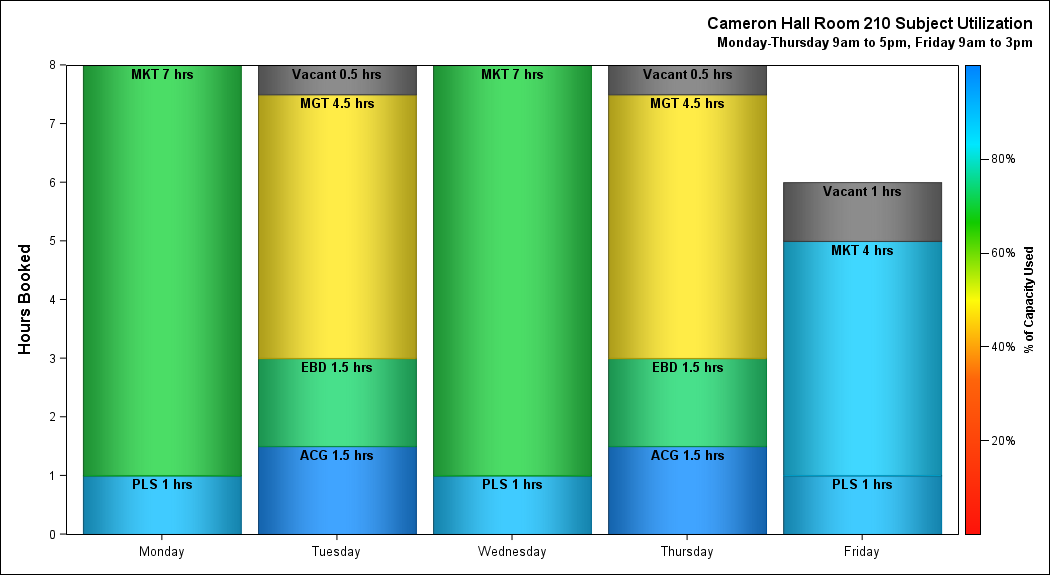 Cameron Hall Room 210 Subject Utilization
Monday-Thursday 9am to 5pm, Friday 9am to 3pm
Hours Booked
8
7
6
5
4
3
2
1
0
MKT 7 hrs
PLS 1 hrs
Vacant 0.5 hrs
MGT 4.5 hrs
EBD 1.5 hrs
ACG 1.5 hrs
MKT 7 hrs
PLS 1 hrs
Vacant 0.5 hrs
MGT 4.5 hrs
EBD 1.5 hrs
ACG 1.5 hrs
Vacant 1 hrs
MKT 4 hrs
PLS 1 hrs
Monday
Tuesday
Wednesday
Thursday
Friday
80%
60%
40%
20%
% of Capacity Used